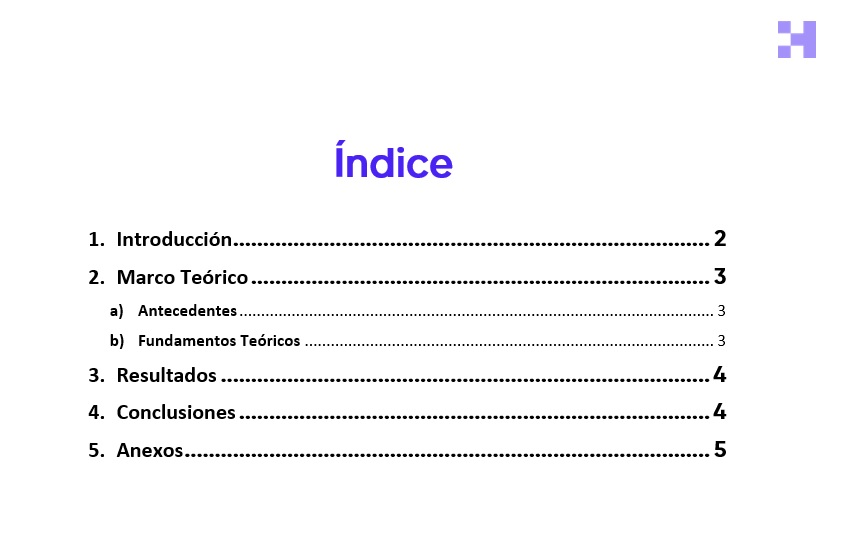 Índice
1. Introducción........................................................................................ 2
2. Marco Teórico..................................................................................... 3
a) Antecedentes.............................................................................................................. 3
b) Fundamentos Teóricos .............................................................................................. 3
3. Resultados .......................................................................................... 4
4. Conclusiones ....................................................................................... 4
5. Anexos................................................................................................. 5